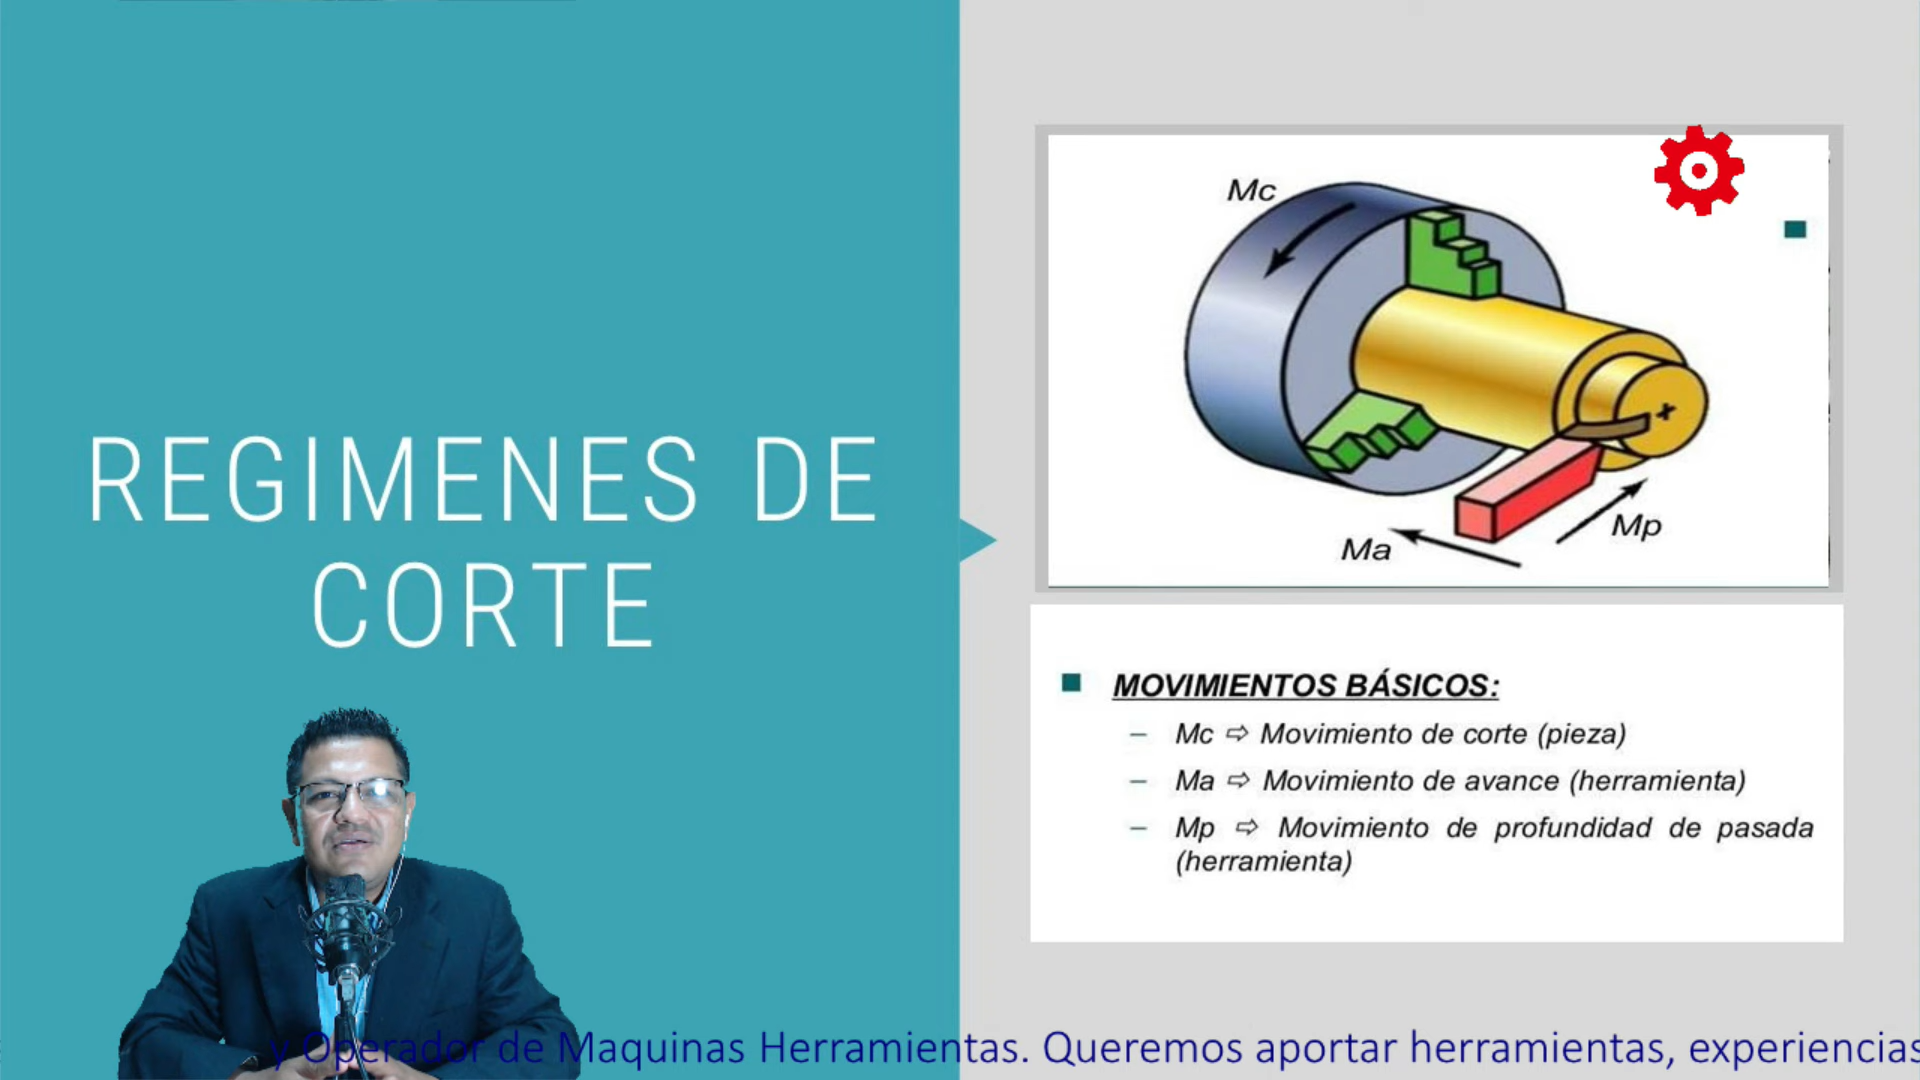 REGIMENES DE
CORTE
Mc
Ma
Mp
MOVIMIENTOS BÁSICOS:
– Mc ⇨ Movimiento de corte (pieza)
– Ma ⇨ Movimiento de avance (herramienta)
– Mp ⇨ Movimiento de profundidad de pasada
(herramienta)
y Operador de Maquinas Herramientas. Queremos aportar herramientas, experiencias